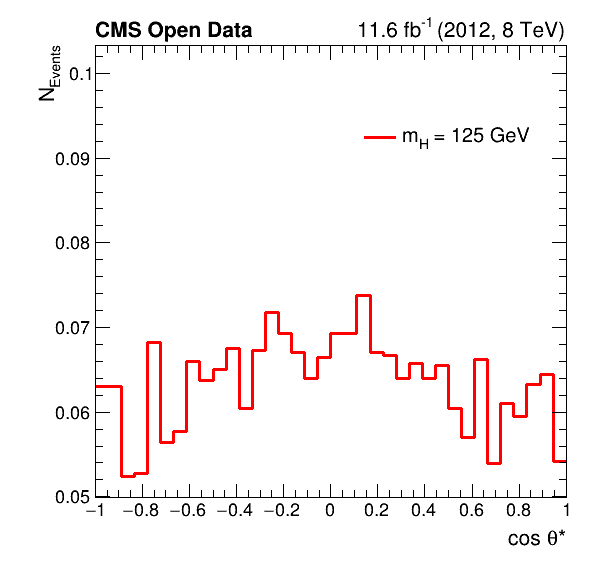 CMS Open Data 11.6 fb⁻¹ (2012, 8 TeV)
N_Events
0.1
m_H = 125 GeV
0.09
0.08
0.07
0.06
0.05
−1 −0.8 −0.6 −0.4 −0.2 0 0.2 0.4 0.6 0.8 1
cos θ*